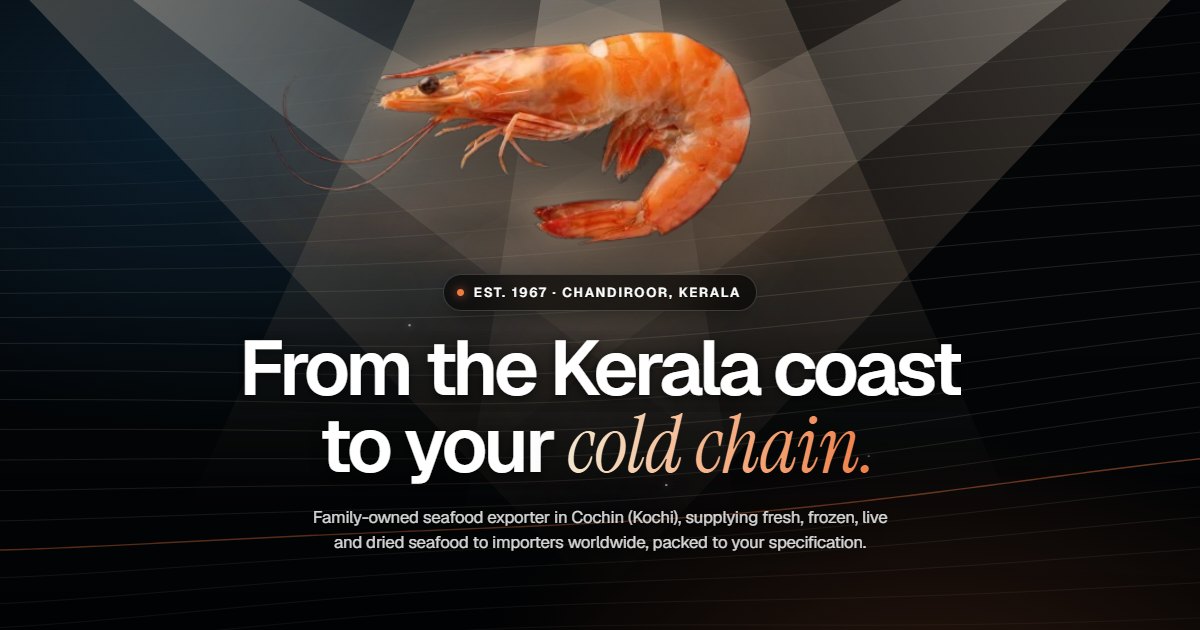 EST. 1967 · CHANDIROOR, KERALA
From the Kerala coast
to your cold chain.
Family-owned seafood exporter in Cochin (Kochi), supplying fresh, frozen, live
and dried seafood to importers worldwide, packed to your specification.